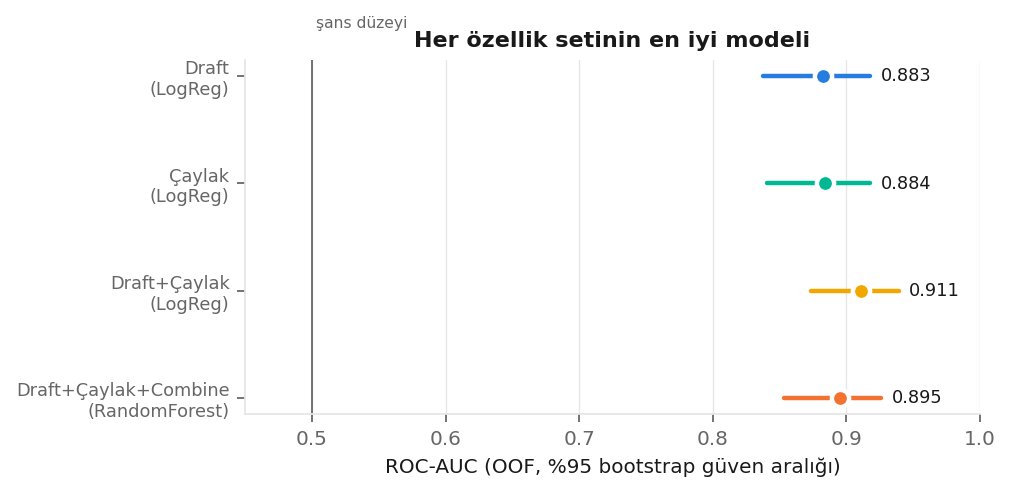 şans düzeyi
Her özellik setinin en iyi modeli
Draft
(LogReg)
0.883
Çaylak
(LogReg)
0.884
Draft+Çaylak
(LogReg)
0.911
Draft+Çaylak+Combine
(RandomForest)
0.895
0.5 0.6 0.7 0.8 0.9 1.0
ROC-AUC (OOF, %95 bootstrap güven aralığı)